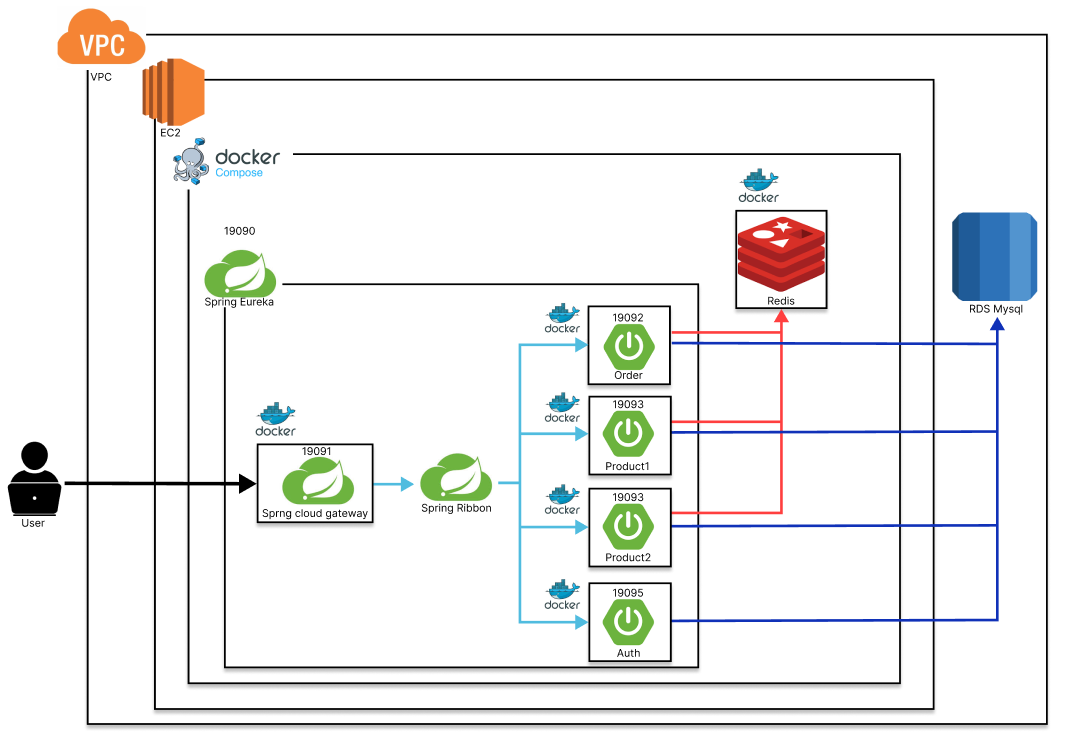 VPC
VPC
EC2
docker
Compose
19090
Spring Eureka
docker
Redis
RDS Mysql
docker
19092
Order
docker
19093
Product1
docker
19091
Sprng cloud gateway
Spring Ribbon
docker
19093
Product2
docker
19095
Auth
User